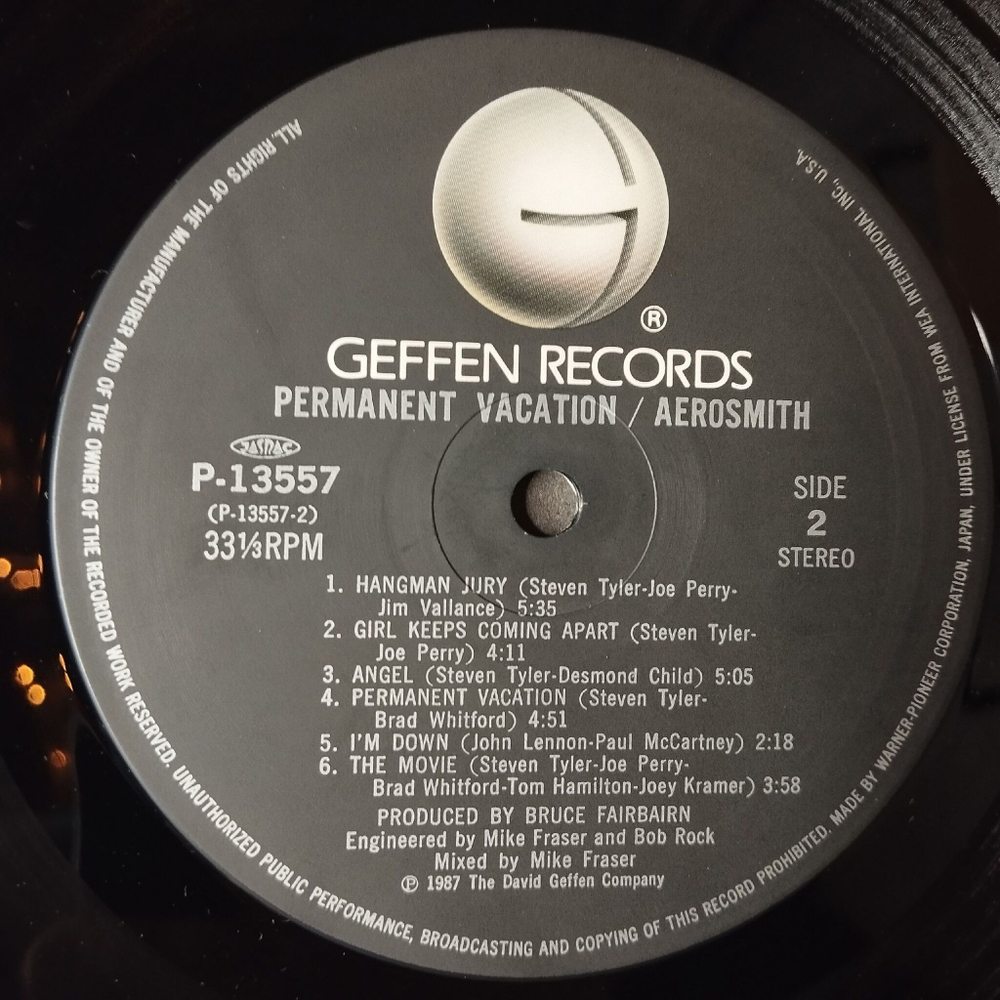 ®
GEFFEN RECORDS
PERMANENT VACATION / AEROSMITH
JASRAC
P-13557
(P-13557-2)
33⅓RPM
SIDE
2
STEREO
1. HANGMAN JURY (Steven Tyler-Joe Perry-
Jim Vallance) 5:35
2. GIRL KEEPS COMING APART (Steven Tyler-
Joe Perry) 4:11
3. ANGEL (Steven Tyler-Desmond Child) 5:05
4. PERMANENT VACATION (Steven Tyler-
Brad Whitford) 4:51
5. I'M DOWN (John Lennon-Paul McCartney) 2:18
6. THE MOVIE (Steven Tyler-Joe Perry-
Brad Whitford-Tom Hamilton-Joey Kramer) 3:58
PRODUCED BY BRUCE FAIRBAIRN
Engineered by Mike Fraser and Bob Rock
Mixed by Mike Fraser
Ⓟ 1987 The David Geffen Company
ALL RIGHTS OF THE MANUFACTURER AND OF THE OWNER OF THE RECORDED WORK RESERVED. UNAUTHORIZED PUBLIC PERFORMANCE, BROADCASTING AND COPYING OF THIS RECORD PROHIBITED. MADE BY WARNER-PIONEER CORPORATION, JAPAN, UNDER LICENSE FROM WEA INTERNATIONAL INC., U.S.A.